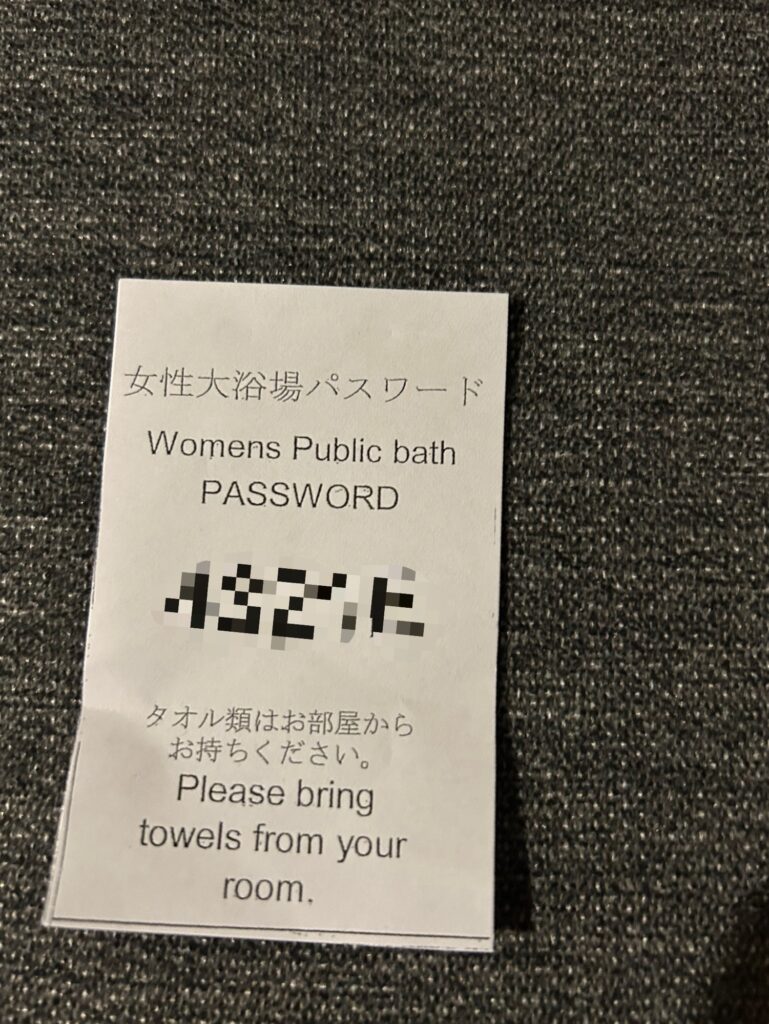 女性大浴場パスワード
Womens Public bath
PASSWORD
タオル類はお部屋から
お持ちください。
Please bring
towels from your
room.